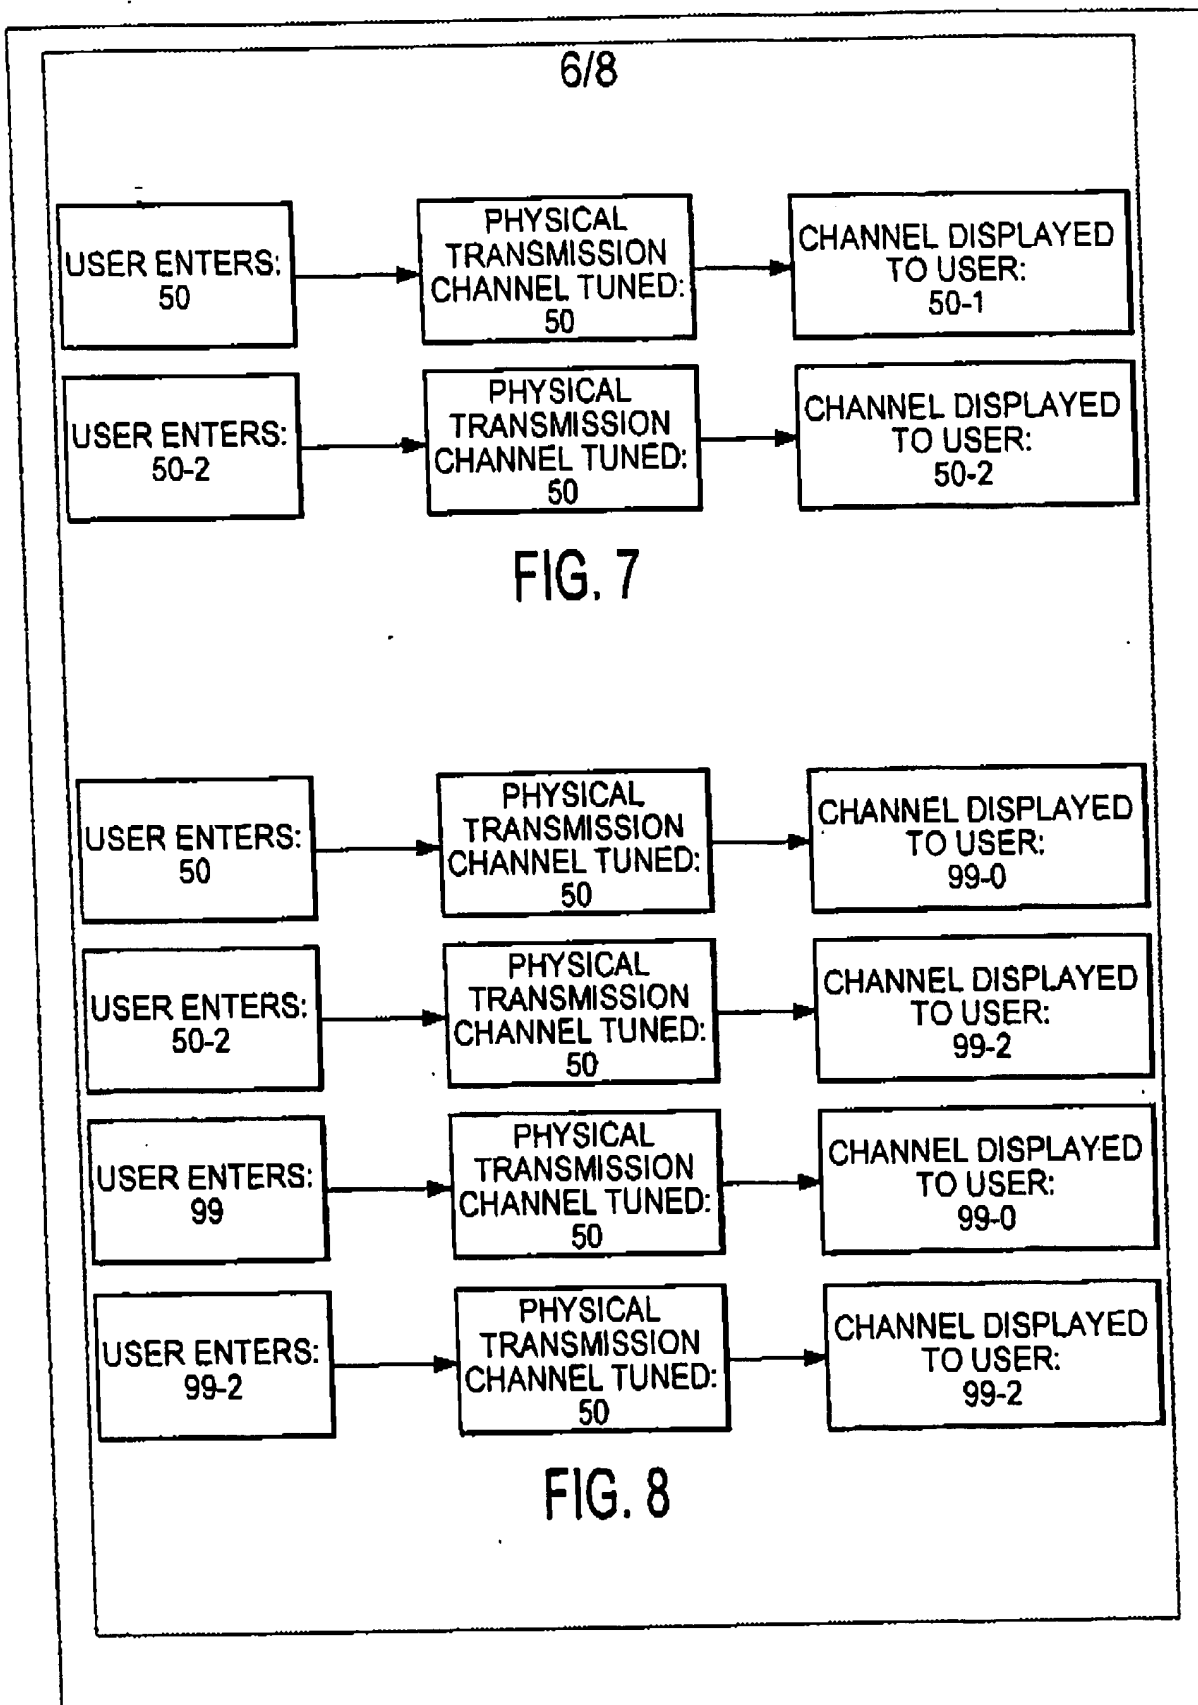 6/8
USER ENTERS:
50
PHYSICAL
TRANSMISSION
CHANNEL TUNED:
50
CHANNEL DISPLAYED
TO USER:
50-1
USER ENTERS:
50-2
PHYSICAL
TRANSMISSION
CHANNEL TUNED:
50
CHANNEL DISPLAYED
TO USER:
50-2
FIG. 7
USER ENTERS:
50
PHYSICAL
TRANSMISSION
CHANNEL TUNED:
50
CHANNEL DISPLAYED
TO USER:
99-0
USER ENTERS:
50-2
PHYSICAL
TRANSMISSION
CHANNEL TUNED:
50
CHANNEL DISPLAYED
TO USER:
99-2
USER ENTERS:
99
PHYSICAL
TRANSMISSION
CHANNEL TUNED:
50
CHANNEL DISPLAYED
TO USER:
99-0
USER ENTERS:
99-2
PHYSICAL
TRANSMISSION
CHANNEL TUNED:
50
CHANNEL DISPLAYED
TO USER:
99-2
FIG. 8